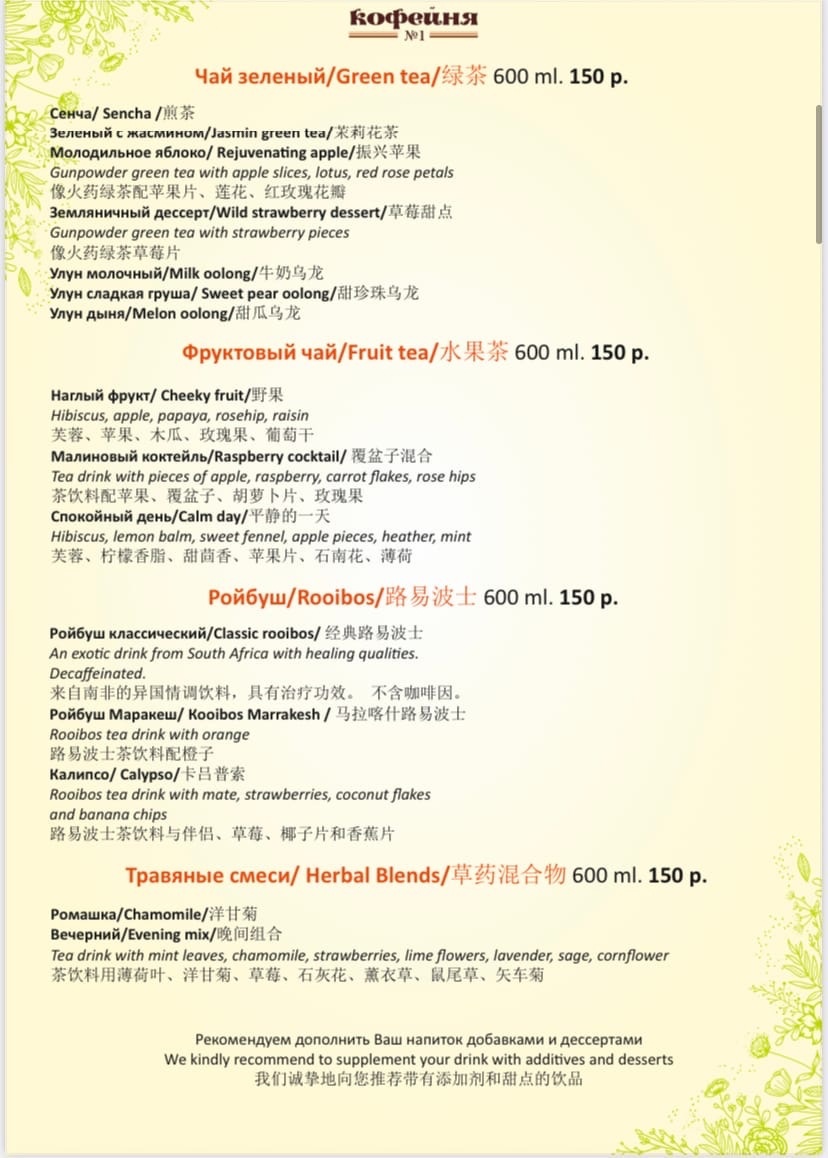 кофейня
№1
Чай зеленый/Green tea/绿茶 600 ml. 150 р.
Сенча/ Sencha /煎茶
Зеленый с жасмином/Jasmin green tea/茉莉花茶
Молодильное яблоко/ Rejuvenating apple/振兴苹果
Gunpowder green tea with apple slices, lotus, red rose petals
像火药绿茶配苹果片、莲花、红玫瑰花瓣
Земляничный дессерт/Wild strawberry dessert/草莓甜点
Gunpowder green tea with strawberry pieces
像火药绿茶草莓片
Улун молочный/Milk oolong/牛奶乌龙
Улун сладкая груша/ Sweet pear oolong/甜珍珠乌龙
Улун дыня/Melon oolong/甜瓜乌龙
Фруктовый чай/Fruit tea/水果茶 600 ml. 150 р.
Наглый фрукт/ Cheeky fruit/野果
Hibiscus, apple, papaya, rosehip, raisin
芙蓉、苹果、木瓜、玫瑰果、葡萄干
Малиновый коктейль/Raspberry cocktail/ 覆盆子混合
Tea drink with pieces of apple, raspberry, carrot flakes, rose hips
茶饮料配苹果、覆盆子、胡萝卜片、玫瑰果
Спокойный день/Calm day/平静的一天
Hibiscus, lemon balm, sweet fennel, apple pieces, heather, mint
芙蓉、柠檬香脂、甜茴香、苹果片、石南花、薄荷
Ройбуш/Rooibos/路易波士 600 ml. 150 р.
Ройбуш классический/Classic rooibos/ 经典路易波士
An exotic drink from South Africa with healing qualities.
Decaffeinated.
来自南非的异国情调饮料，具有治疗功效。 不含咖啡因。
Ройбуш Маракеш/ Kooibos Marrakesh / 马拉喀什路易波士
Rooibos tea drink with orange
路易波士茶饮料配橙子
Калипсо/ Calypso/卡吕普索
Rooibos tea drink with mate, strawberries, coconut flakes
and banana chips
路易波士茶饮料与伴侣、草莓、椰子片和香蕉片
Травяные смеси/ Herbal Blends/草药混合物 600 ml. 150 р.
Ромашка/Chamomile/洋甘菊
Вечерний/Evening mix/晚间组合
Tea drink with mint leaves, chamomile, strawberries, lime flowers, lavender, sage, cornflower
茶饮料用薄荷叶、洋甘菊、草莓、石灰花、薰衣草、鼠尾草、矢车菊
Рекомендуем дополнить Ваш напиток добавками и дессертами
We kindly recommend to supplement your drink with additives and desserts
我们诚挚地向您推荐带有添加剂和甜点的饮品